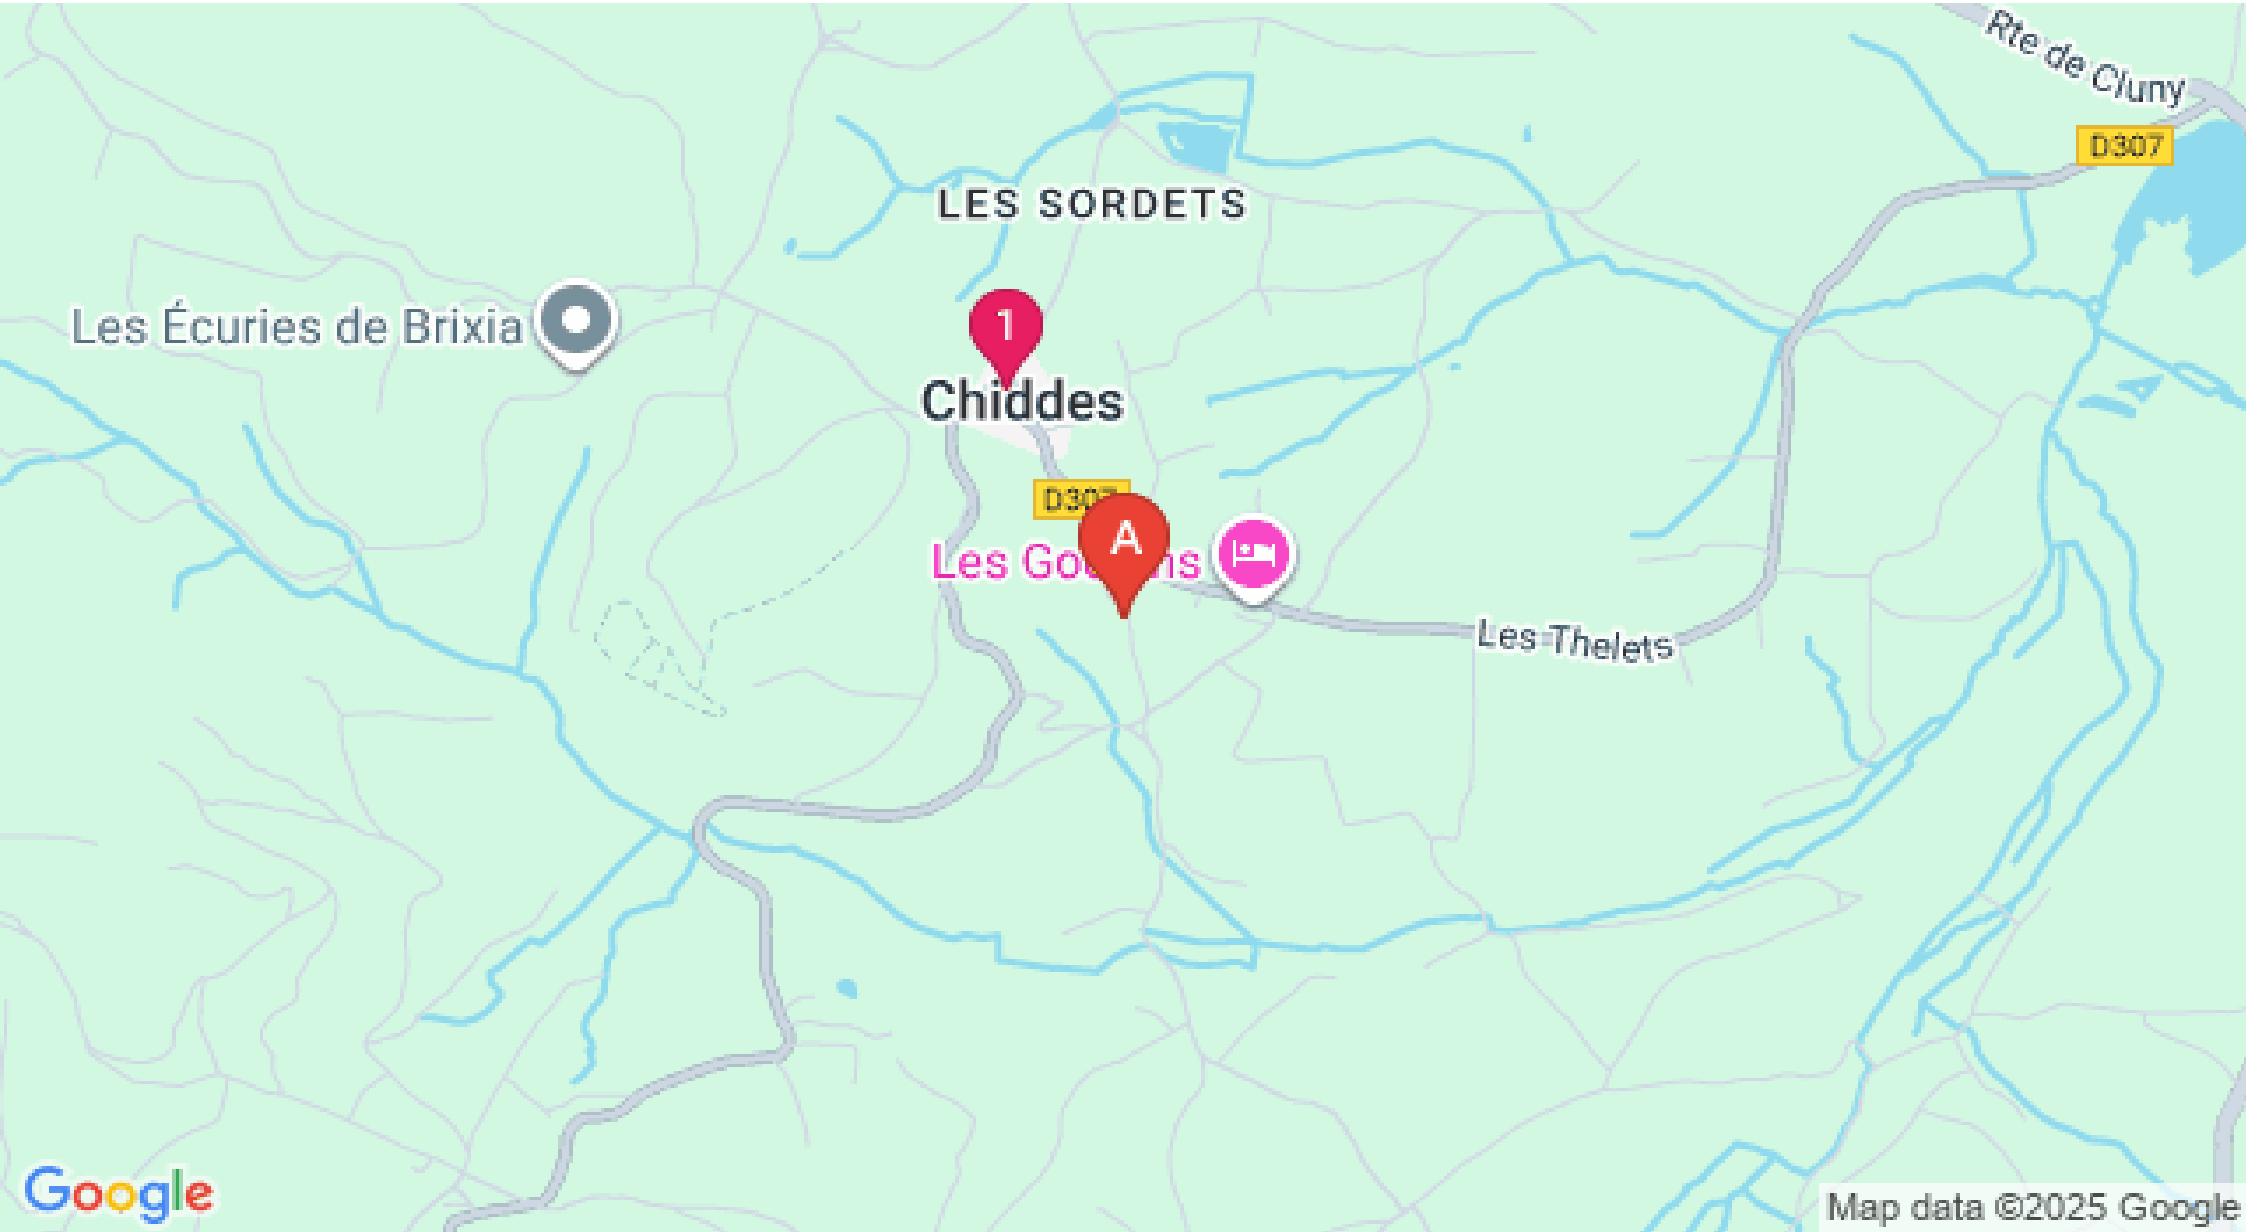 Rte de Cluny
D307
LES SORDETS
Les Écuries de Brixia
1
Chiddes
A
Les Thelets
Google
Map data ©2025 Google